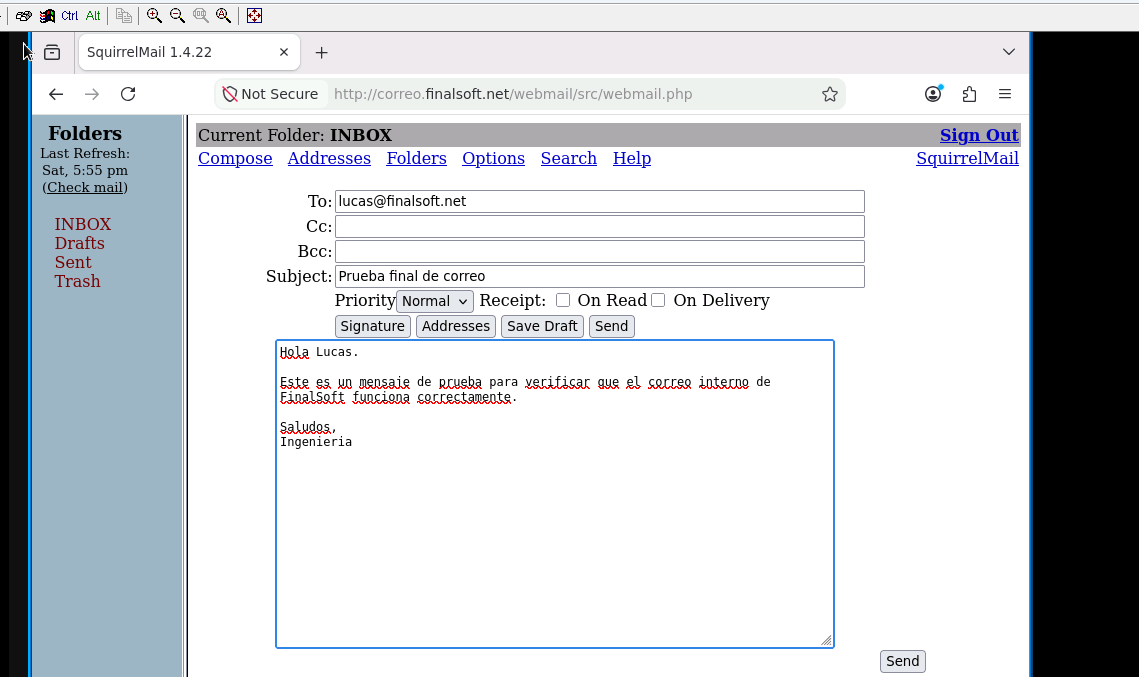 Ctrl Alt
SquirrelMail 1.4.22
Not Secure http://correo.finalsoft.net/webmail/src/webmail.php
Folders
Last Refresh:
Sat, 5:55 pm
(Check mail)
INBOX
Drafts
Sent
Trash
Current Folder: INBOX Sign Out
Compose Addresses Folders Options Search Help SquirrelMail
To: lucas@finalsoft.net
Cc:
Bcc:
Subject: Prueba final de correo
Priority Normal Receipt: On Read On Delivery
Signature Addresses Save Draft Send
Hola Lucas.
Este es un mensaje de prueba para verificar que el correo interno de
FinalSoft funciona correctamente.
Saludos,
Ingenieria
Send